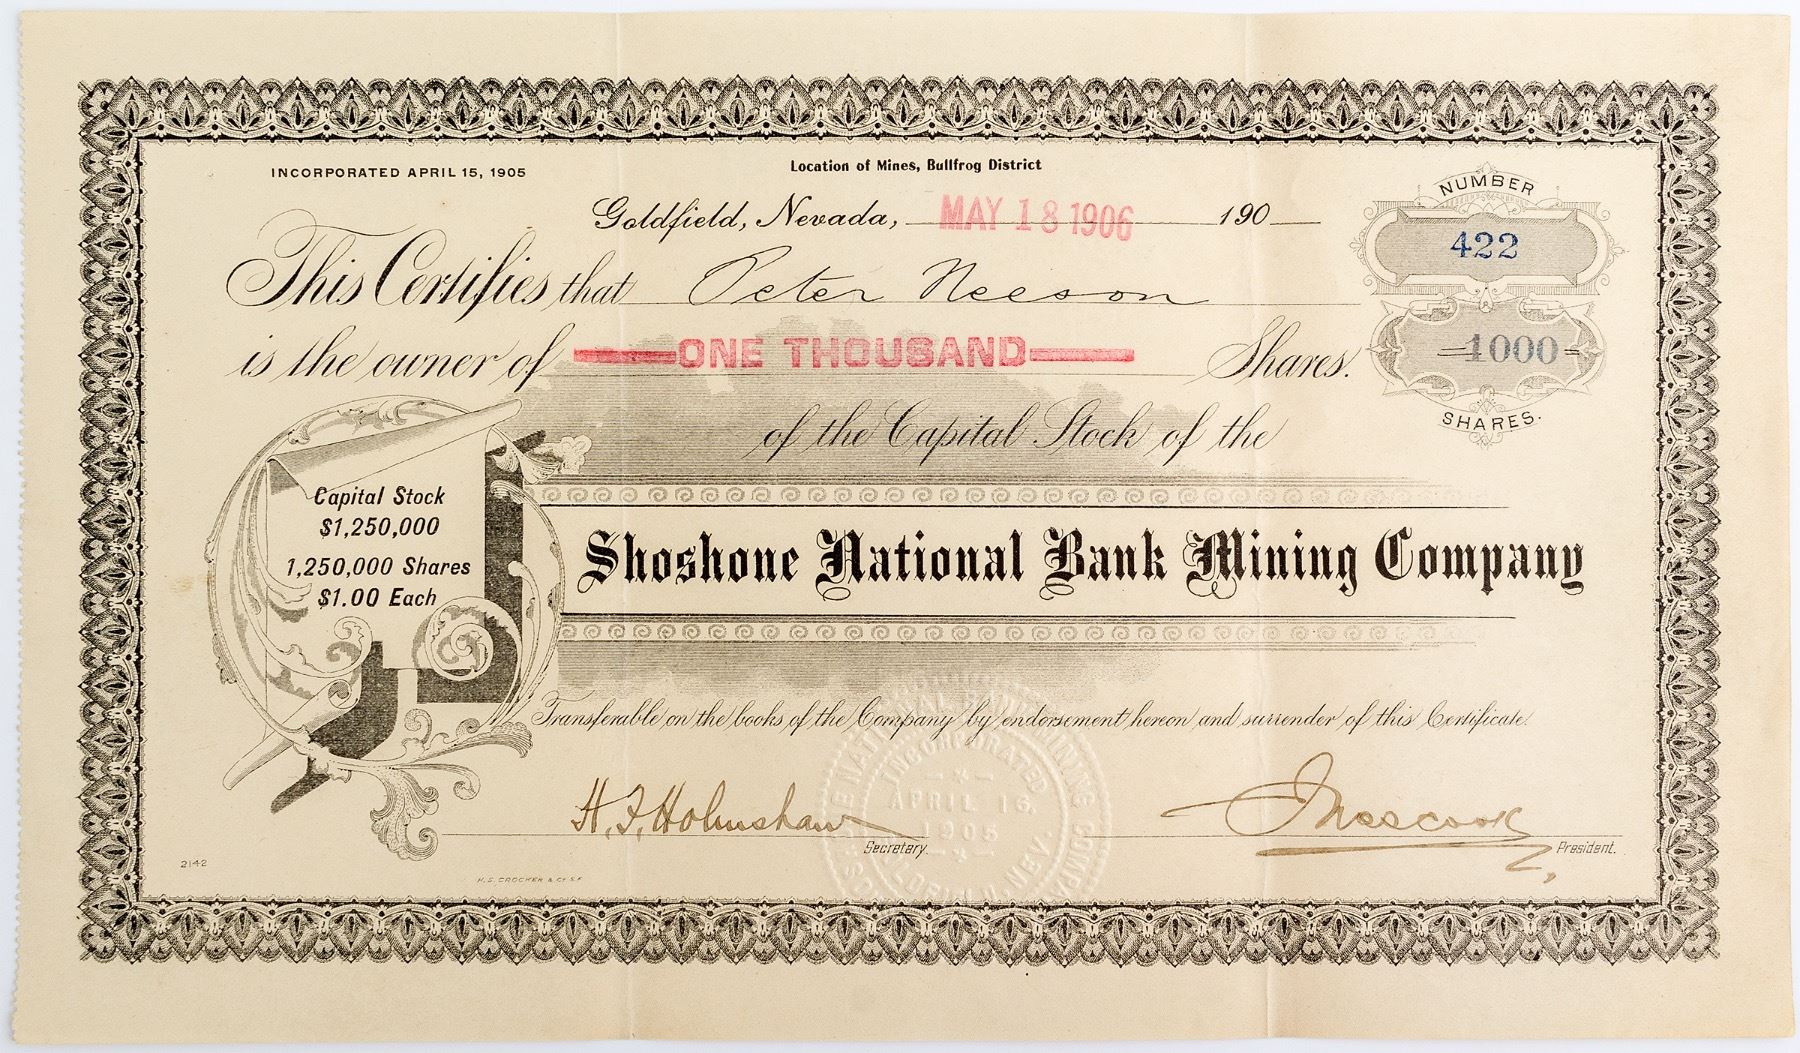 INCORPORATED APRIL 15, 1905
Location of Mines, Bullfrog District
Goldfield, Nevada, MAY 18 1906 190
NUMBER
422
This Certifies that Peter Neeson
is the owner of ONE THOUSAND Shares.
1000
SHARES.
of the Capital Stock of the
Capital Stock
$1,250,000
1,250,000 Shares
$1.00 Each
Shoshone National Bank Mining Company
Transferable on the books of the Company by endorsement hereon and surrender of this Certificate.
INCORPORATED
APRIL 16,
1905
H. T. Holmshaw
Secretary.
President.
2142
H.S. CROCKER & CO. S.F.